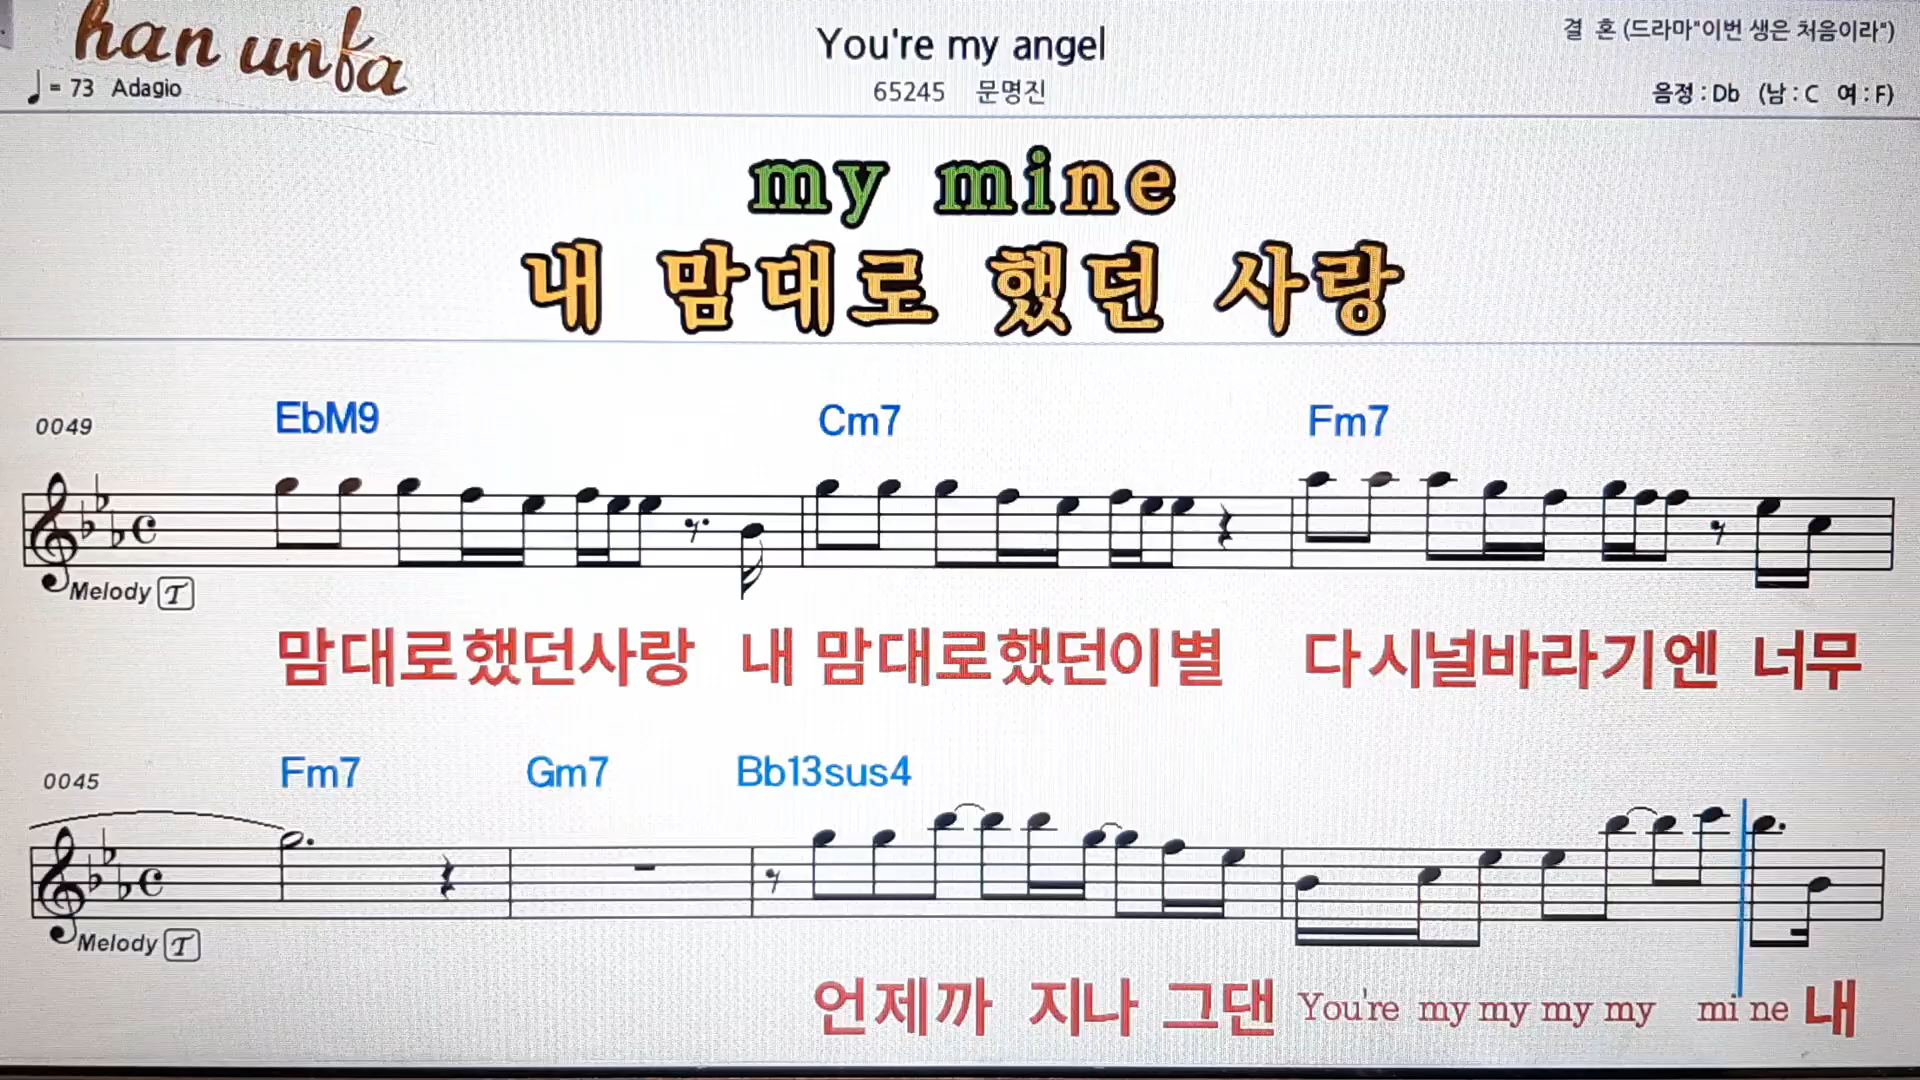 han unfa
You're my angel
결 혼 (드라마"이번 생은 처음이라")
= 73 Adagio
65245 문명진
음정 : Db (남 : C 여 : F)
my mine
내 맘대로 했던 사랑
0049 EbM9 Cm7 Fm7
Melody T
맘대로했던사랑 내 맘대로했던이별 다시널바라기엔 너무
0045 Fm7 Gm7 Bb13sus4
Melody T
언제까 지나 그댄 You're my my my my mi ne 내